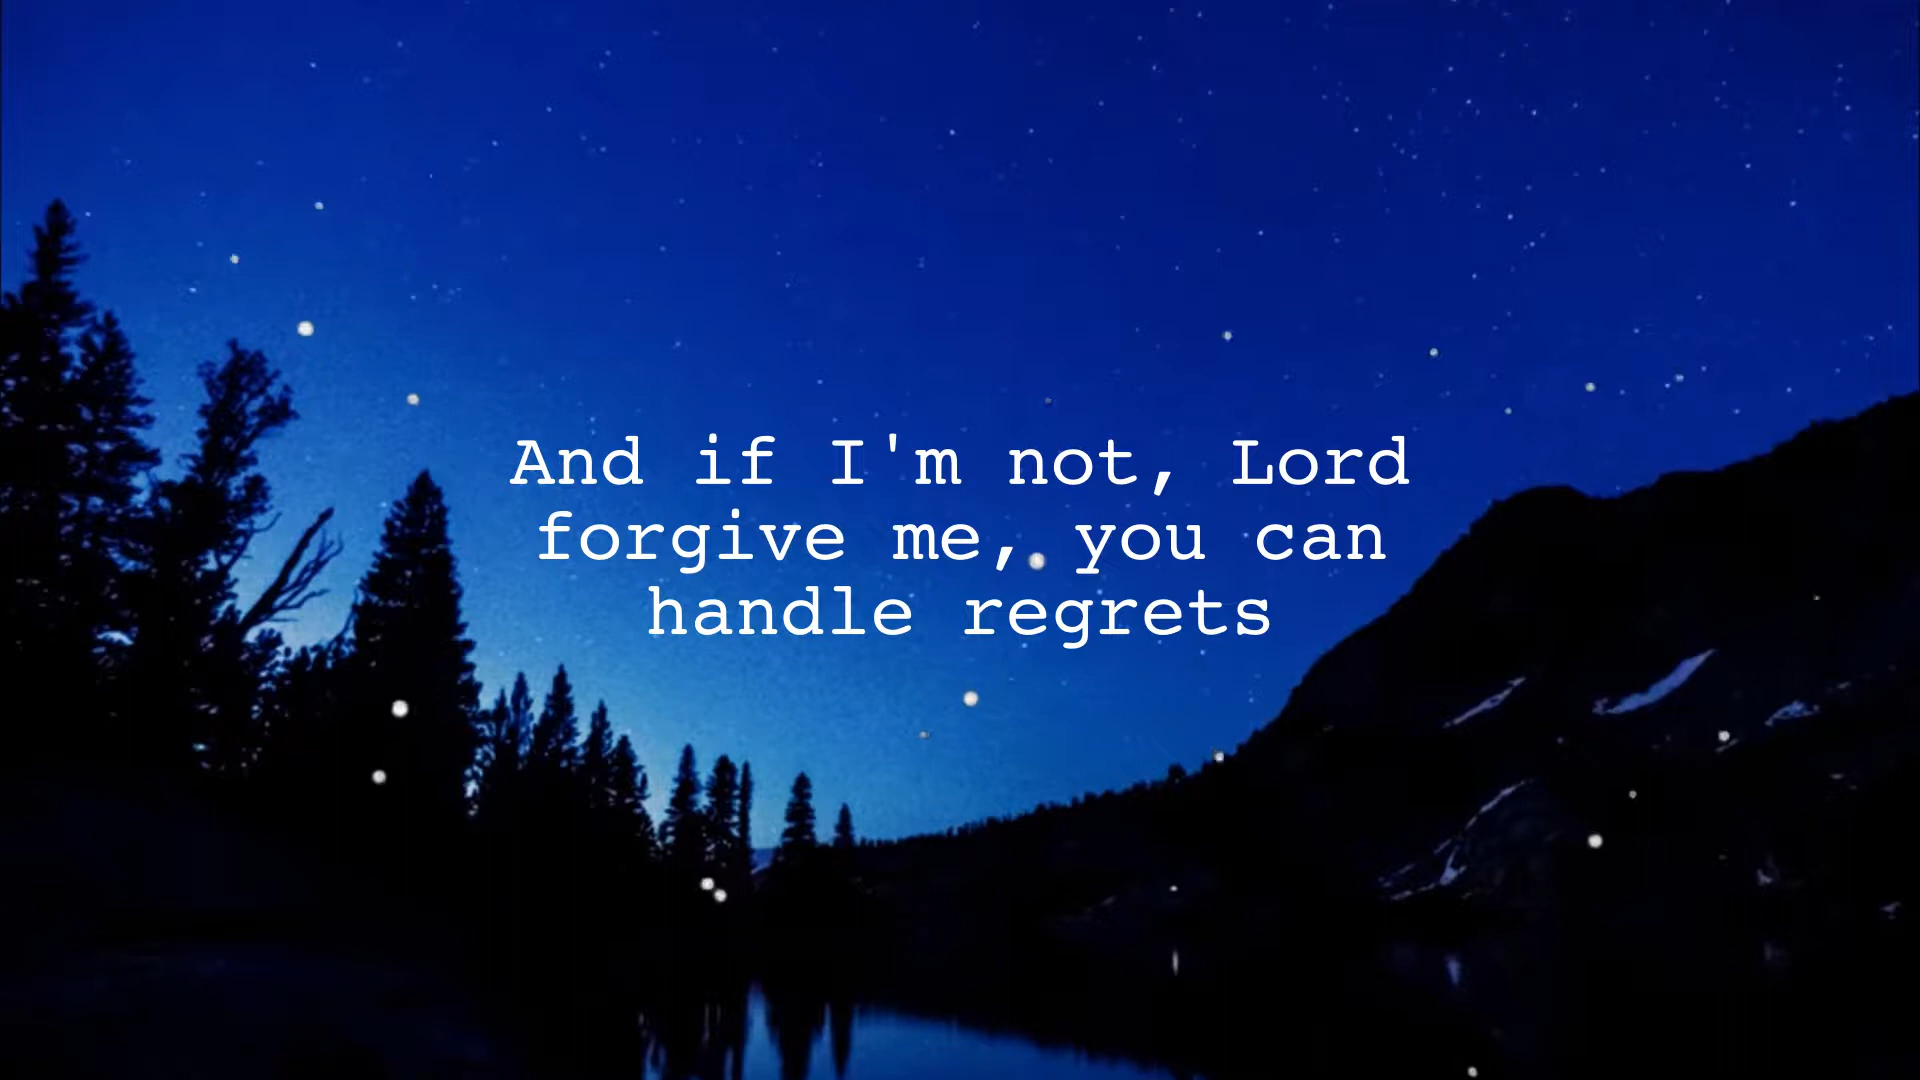 And if I'm not, Lord
forgive me, you can
handle regrets